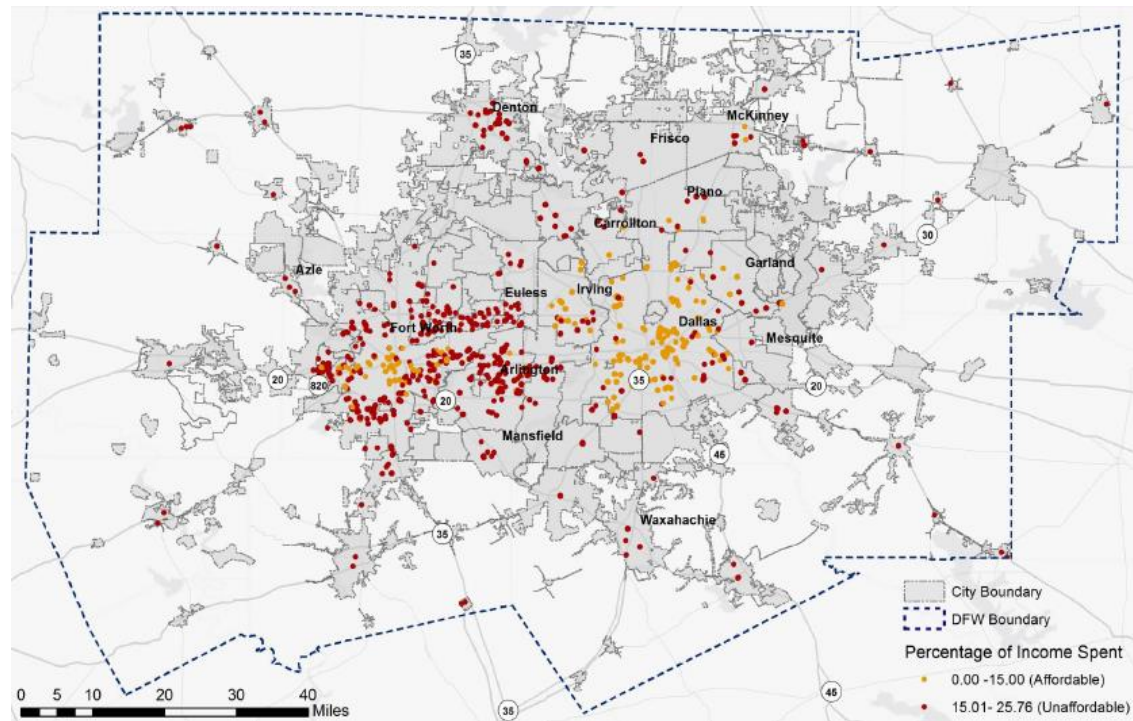 35
Denton
McKinney
Frisco
Plano
Carrollton
30
Garland
Azle
Irving
Euless
Fort Worth
Dallas
Mesquite
Arlington
20
820
35
20
20
Mansfield
45
Waxahachie
35
City Boundary
DFW Boundary
Percentage of Income Spent
0.00 -15.00 (Affordable)
15.01- 25.76 (Unaffordable)
0 10 20 30 40
Miles
45
35